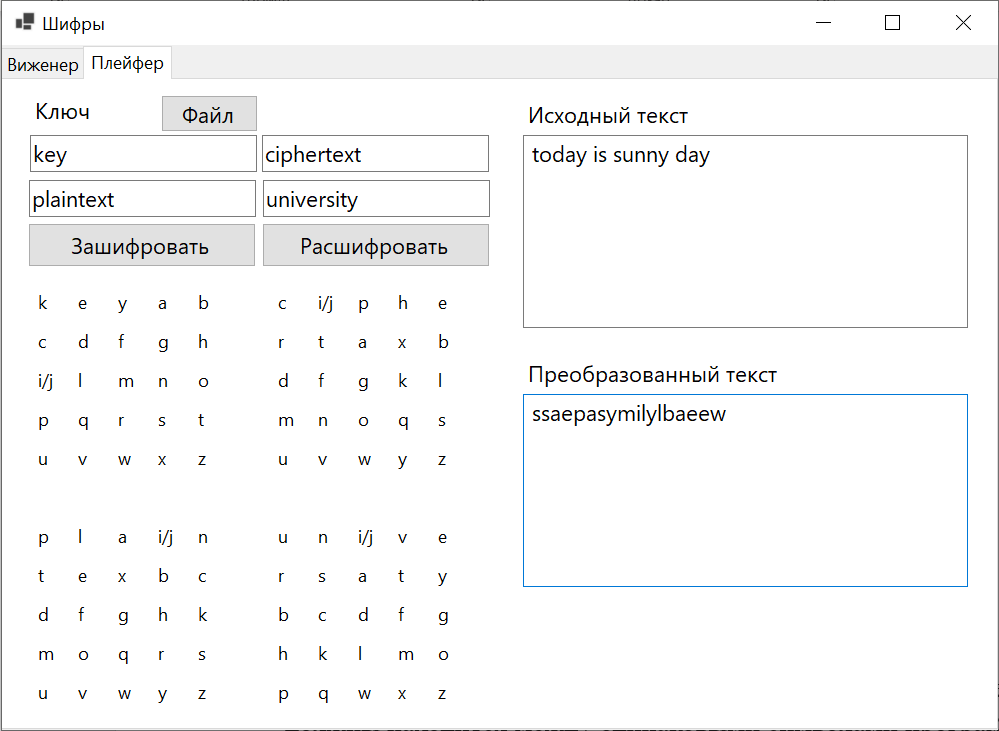 Шифры
Виженер Плейфер
Ключ Файл
key ciphertext
plaintext university
Зашифровать Расшифровать
k e y a b c i/j p h e
c d f g h r t a x b
i/j l m n o d f g k l
p q r s t m n o q s
u v w x z u v w y z
p l a i/j n u n i/j v e
t e x b c r s a t y
d f g h k b c d f g
m o q r s h k l m o
u v w y z p q w x z
Исходный текст
today is sunny day
Преобразованный текст
ssaepasymilylbaeew